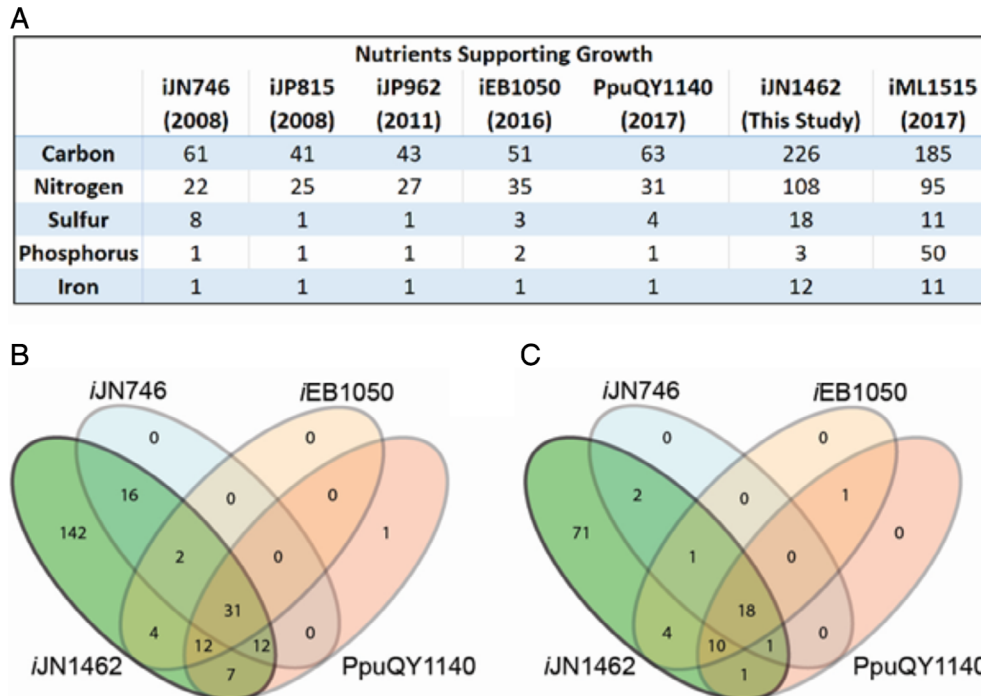 A
Nutrients Supporting Growth
iJN746 iJP815 iJP962 iEB1050 PpuQY1140 iJN1462 iML1515
(2008) (2008) (2011) (2016) (2017) (This Study) (2017)
Carbon 61 41 43 51 63 226 185
Nitrogen 22 25 27 35 31 108 95
Sulfur 8 1 1 3 4 18 11
Phosphorus 1 1 1 2 1 3 50
Iron 1 1 1 1 1 12 11
B
iJN746 iEB1050
0 0
16 0 0
142 2 0 1
31
4 12 12 0
7
iJN1462 PpuQY1140
C
iJN746 iEB1050
0 0
2 0 1
71 1 0 0
18
4 10 1 0
1
iJN1462 PpuQY1140